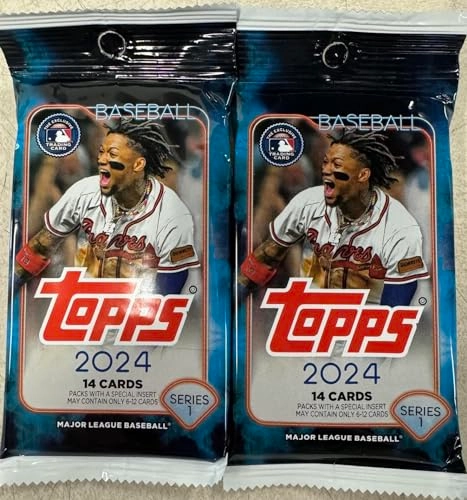 BASEBALL
THE EXCLUSIVE
TRADING CARD
Braves
TOPPS
2024
14 CARDS
PACKS WITH A SPECIAL INSERT
MAY CONTAIN ONLY 6-12 CARDS
SERIES
1
MAJOR LEAGUE BASEBALL®
BASEBALL
THE EXCLUSIVE
TRADING CARD
Braves
TOPPS
2024
14 CARDS
PACKS WITH A SPECIAL INSERT
MAY CONTAIN ONLY 6-12 CARDS
SERIES
1
MAJOR LEAGUE BASEBALL®